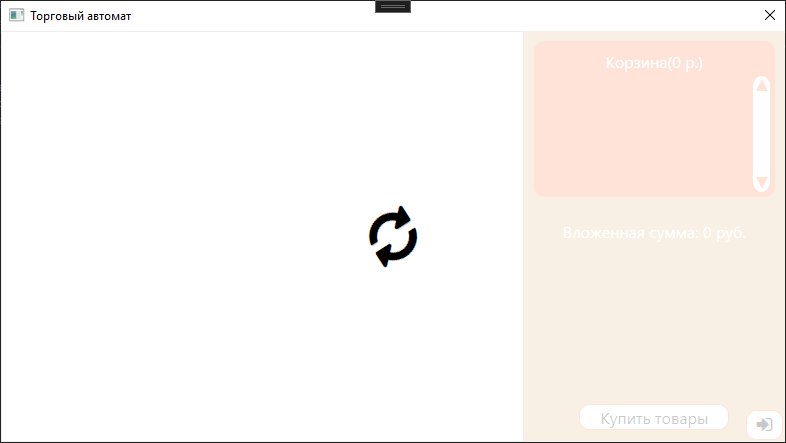 Торговый автомат
Корзина(0 р.)
Вложенная сумма: 0 руб.
Купить товары